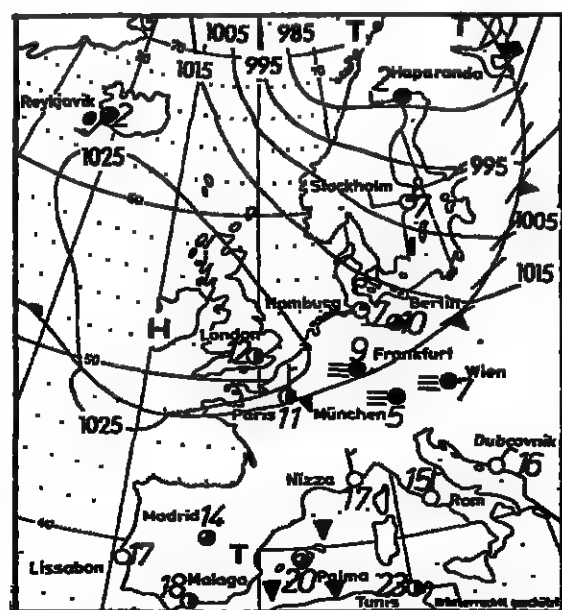 1005 985 T T
1015 995
2 Haparanda
Reykjavik 2
1025
995
Stockholm
1005
1015
Hamburg 7 Berlin 10
H
London 12
9 Frankfurt
Wien 7
1025
Paris 11 München 5
Dubrovnik 16
Nizza 17
15 Rom
Madrid 14
Lissabon 17
T
Malaga
20 Palma
Tunis 23